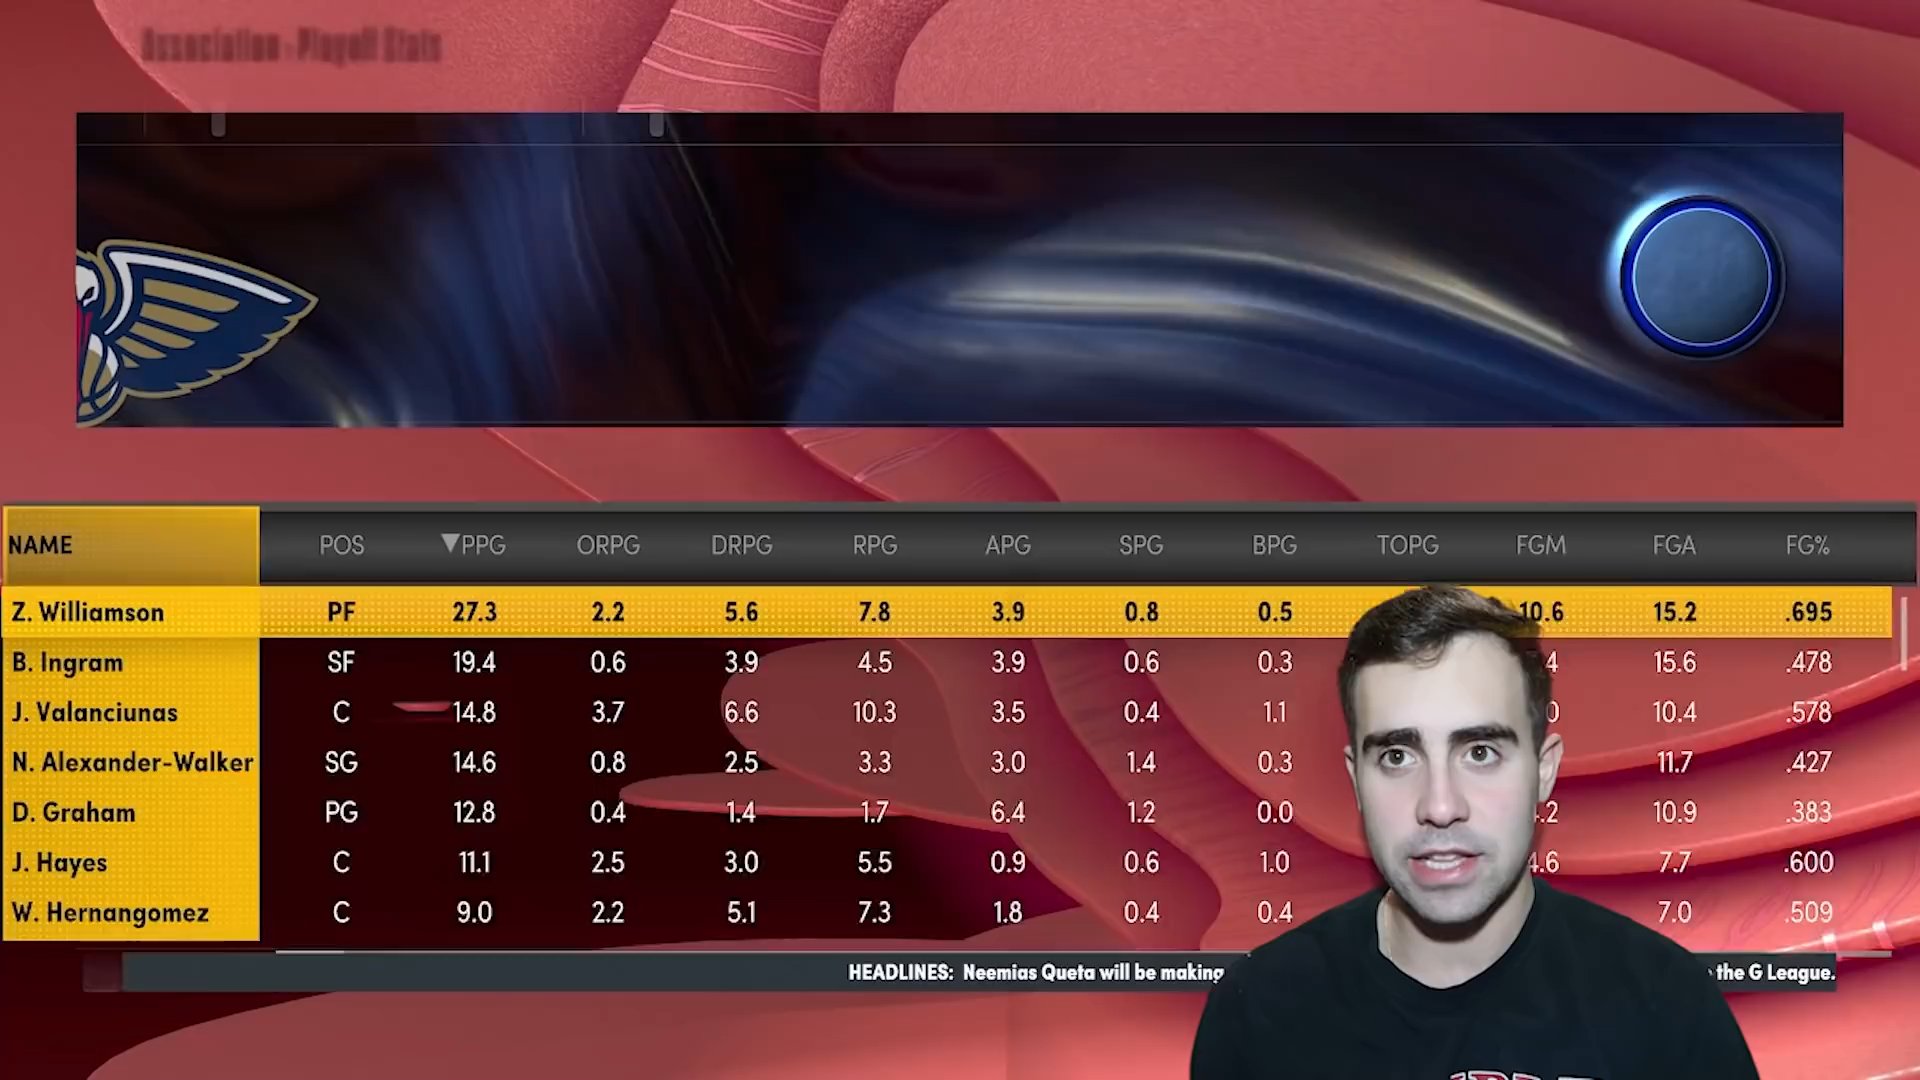 Association - Playoff Stats
NAME POS ▼PPG ORPG DRPG RPG APG SPG BPG TOPG FGM FGA FG%
Z. Williamson PF 27.3 2.2 5.6 7.8 3.9 0.8 0.5 10.6 15.2 .695
B. Ingram SF 19.4 0.6 3.9 4.5 3.9 0.6 0.3 4 15.6 .478
J. Valanciunas C 14.8 3.7 6.6 10.3 3.5 0.4 1.1 0 10.4 .578
N. Alexander-Walker SG 14.6 0.8 2.5 3.3 3.0 1.4 0.3 11.7 .427
D. Graham PG 12.8 0.4 1.4 1.7 6.4 1.2 0.0 .2 10.9 .383
J. Hayes C 11.1 2.5 3.0 5.5 0.9 0.6 1.0 4.6 7.7 .600
W. Hernangomez C 9.0 2.2 5.1 7.3 1.8 0.4 0.4 7.0 .509
HEADLINES: Neemias Queta will be making the G League.